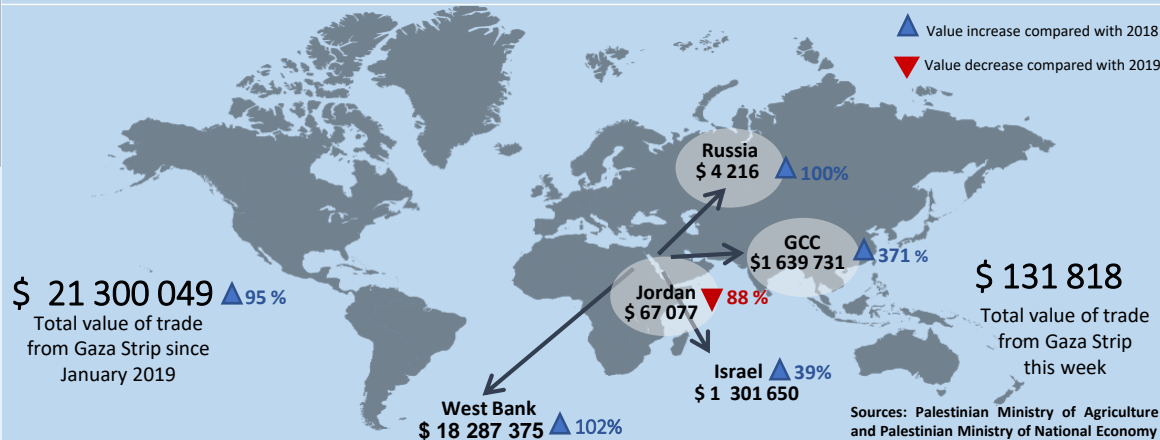 Value increase compared with 2018
Value decrease compared with 2019
Russia
$ 4 216
100%
GCC
$1 639 731
371 %
$ 21 300 049
95 %
Total value of trade
from Gaza Strip since
January 2019
Jordan
$ 67 077
88 %
$ 131 818
Total value of trade
from Gaza Strip
this week
Israel
39%
$ 1 301 650
West Bank
$ 18 287 375
102%
Sources: Palestinian Ministry of Agriculture
and Palestinian Ministry of National Economy